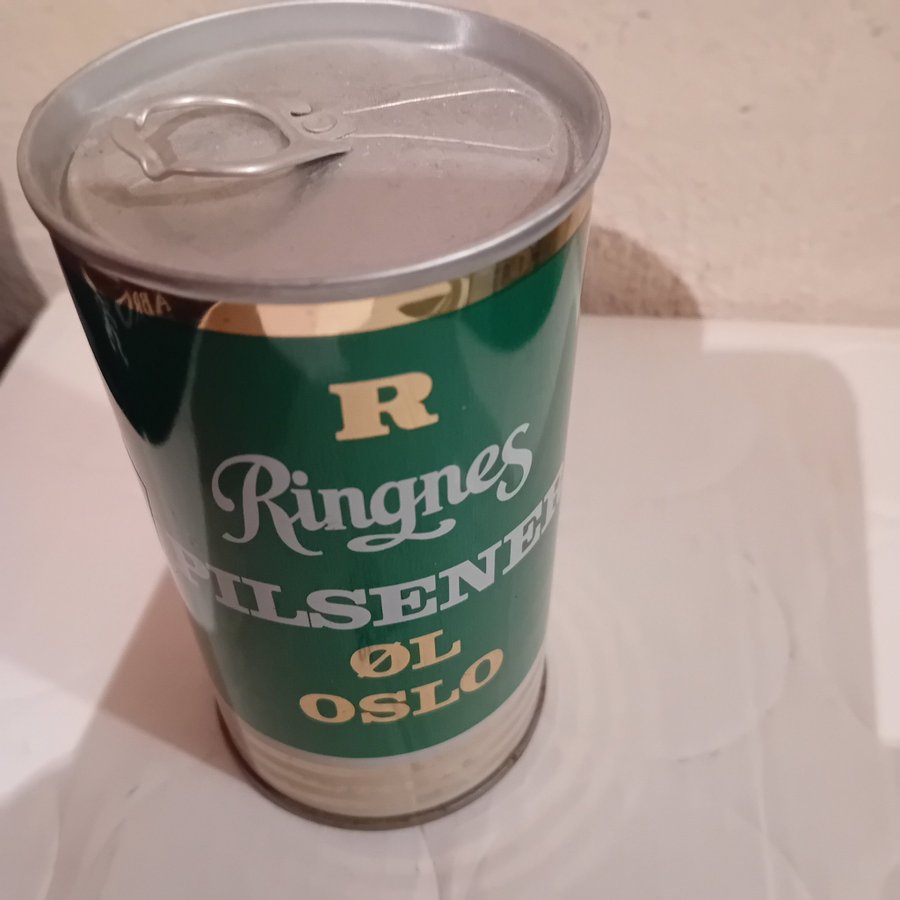 R
Ringnes
PILSENER
ØL
OSLO